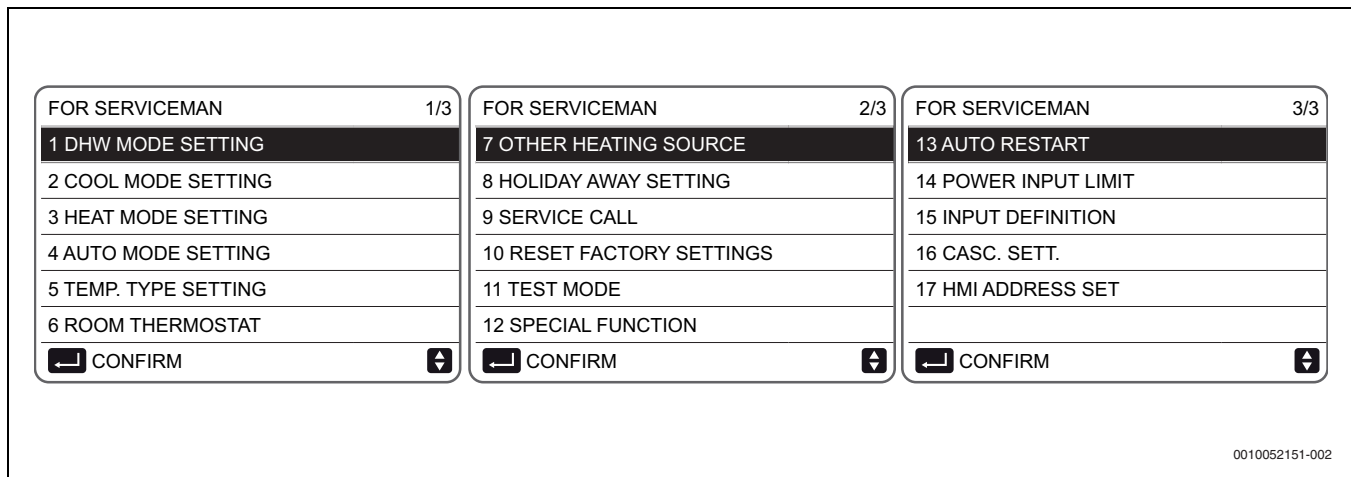 FOR SERVICEMAN 1/3
1 DHW MODE SETTING
2 COOL MODE SETTING
3 HEAT MODE SETTING
4 AUTO MODE SETTING
5 TEMP. TYPE SETTING
6 ROOM THERMOSTAT
CONFIRM
FOR SERVICEMAN 2/3
7 OTHER HEATING SOURCE
8 HOLIDAY AWAY SETTING
9 SERVICE CALL
10 RESET FACTORY SETTINGS
11 TEST MODE
12 SPECIAL FUNCTION
CONFIRM
FOR SERVICEMAN 3/3
13 AUTO RESTART
14 POWER INPUT LIMIT
15 INPUT DEFINITION
16 CASC. SETT.
17 HMI ADDRESS SET
CONFIRM
0010052151-002